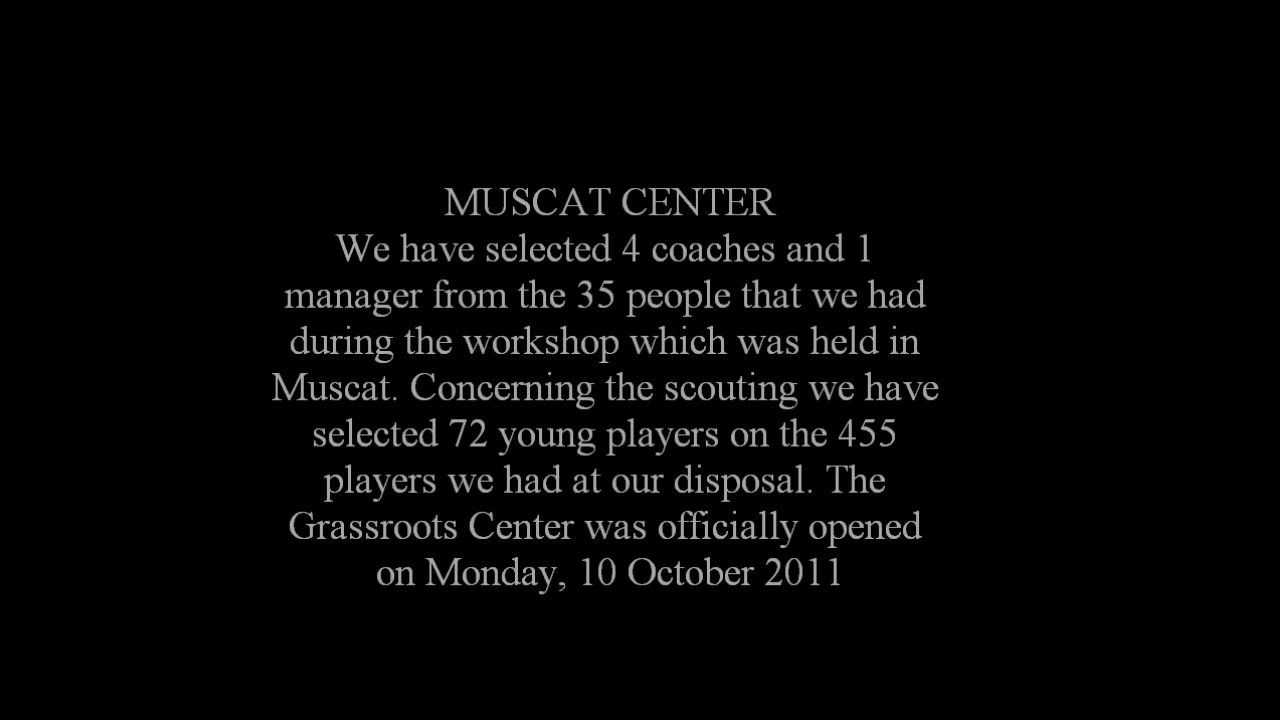 MUSCAT CENTER
We have selected 4 coaches and 1
manager from the 35 people that we had
during the workshop which was held in
Muscat. Concerning the scouting we have
selected 72 young players on the 455
players we had at our disposal. The
Grassroots Center was officially opened
on Monday, 10 October 2011